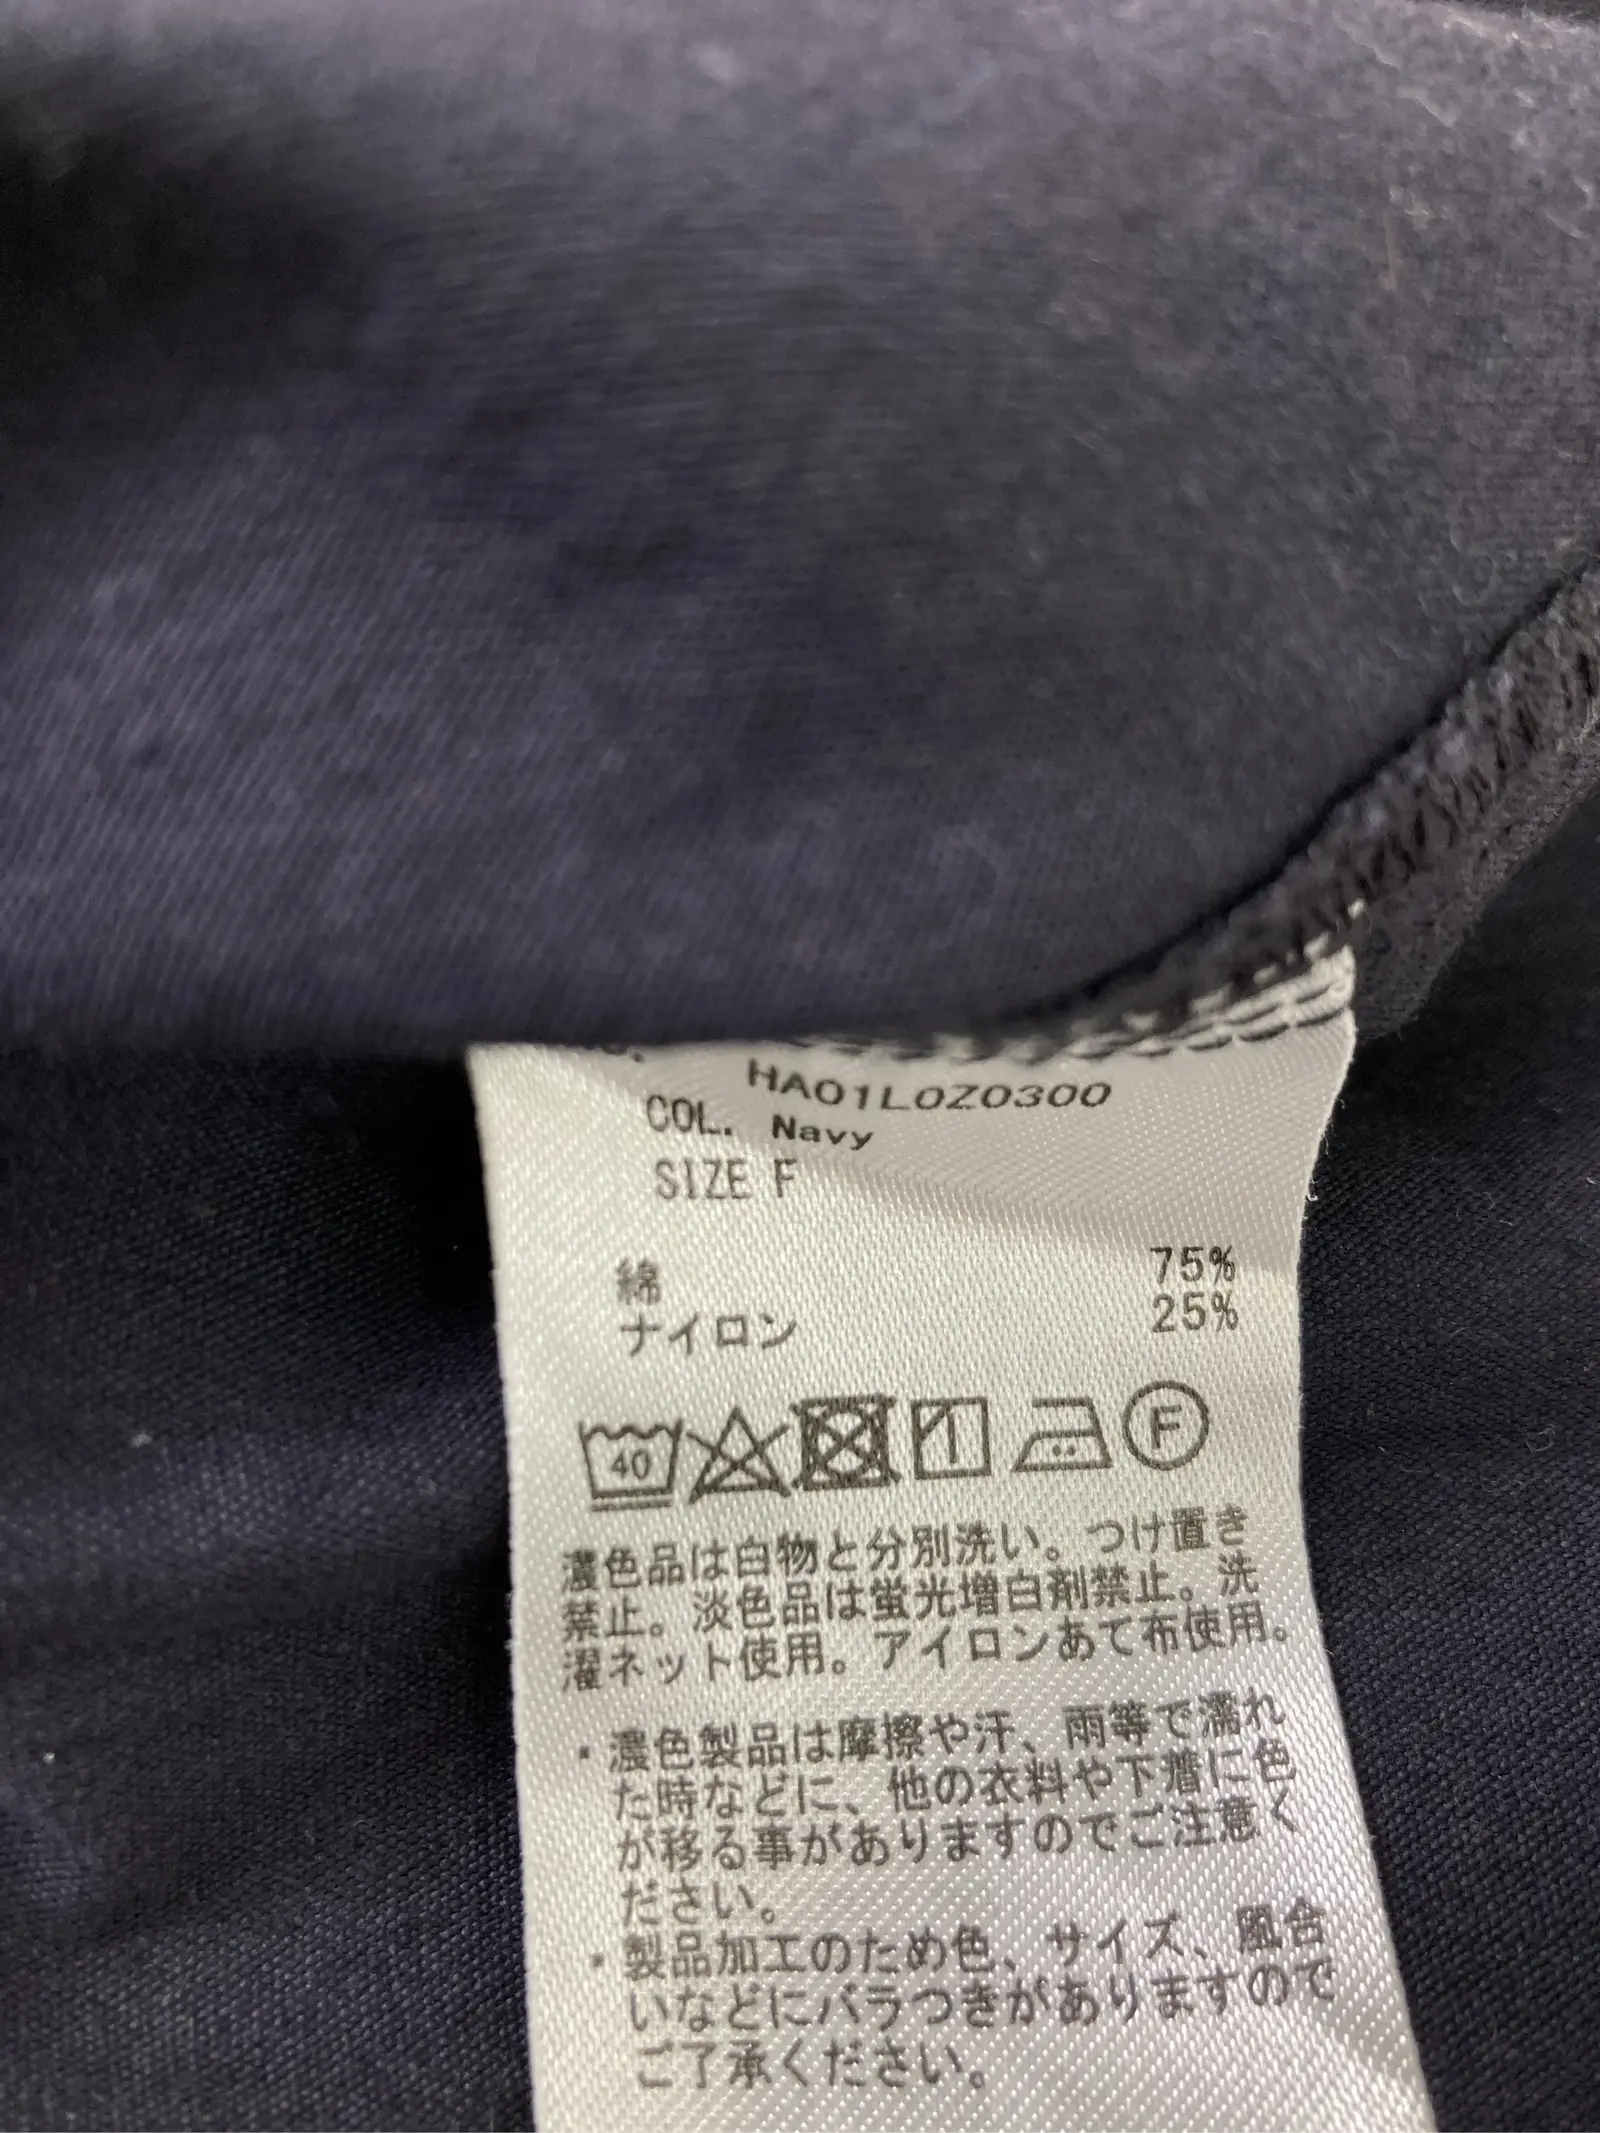 HA01L0Z0300
COL. Navy
SIZE F
綿 75%
ナイロン 25%
40
F
濃色品は白物と分別洗い。つけ置き
禁止。淡色品は蛍光増白剤禁止。洗
濯ネット使用。アイロンあて布使用。
・濃色製品は摩擦や汗、雨等で濡れ
た時などに、他の衣料や下着に色
が移る事がありますのでご注意く
ださい。
・製品加工のため色、サイズ、風合
いなどにバラつきがありますので
ご了承ください。